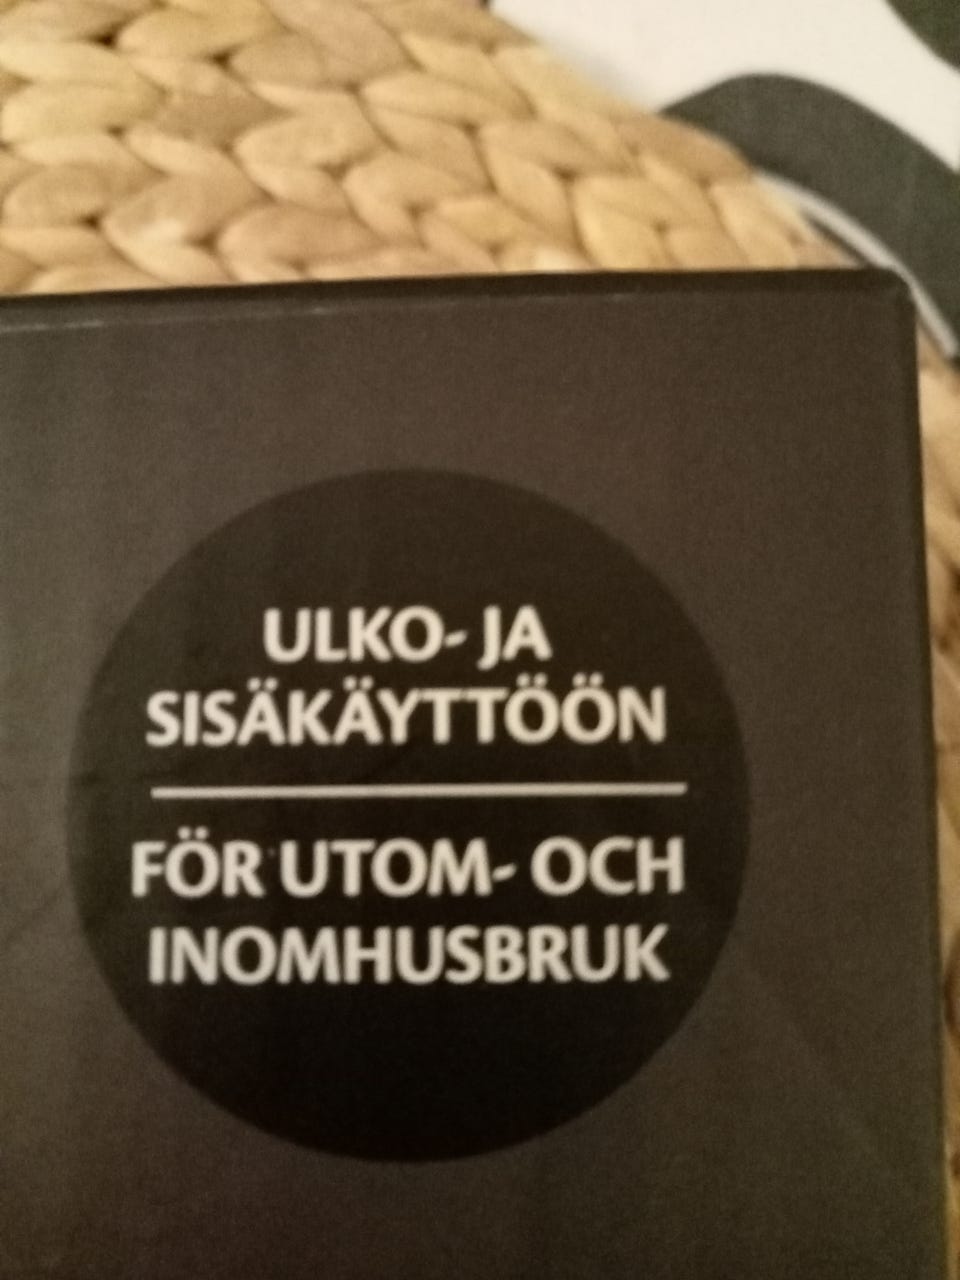 ULKO- JA
SISÄKÄYTTÖÖN
FÖR UTOM- OCH
INOMHUSBRUK